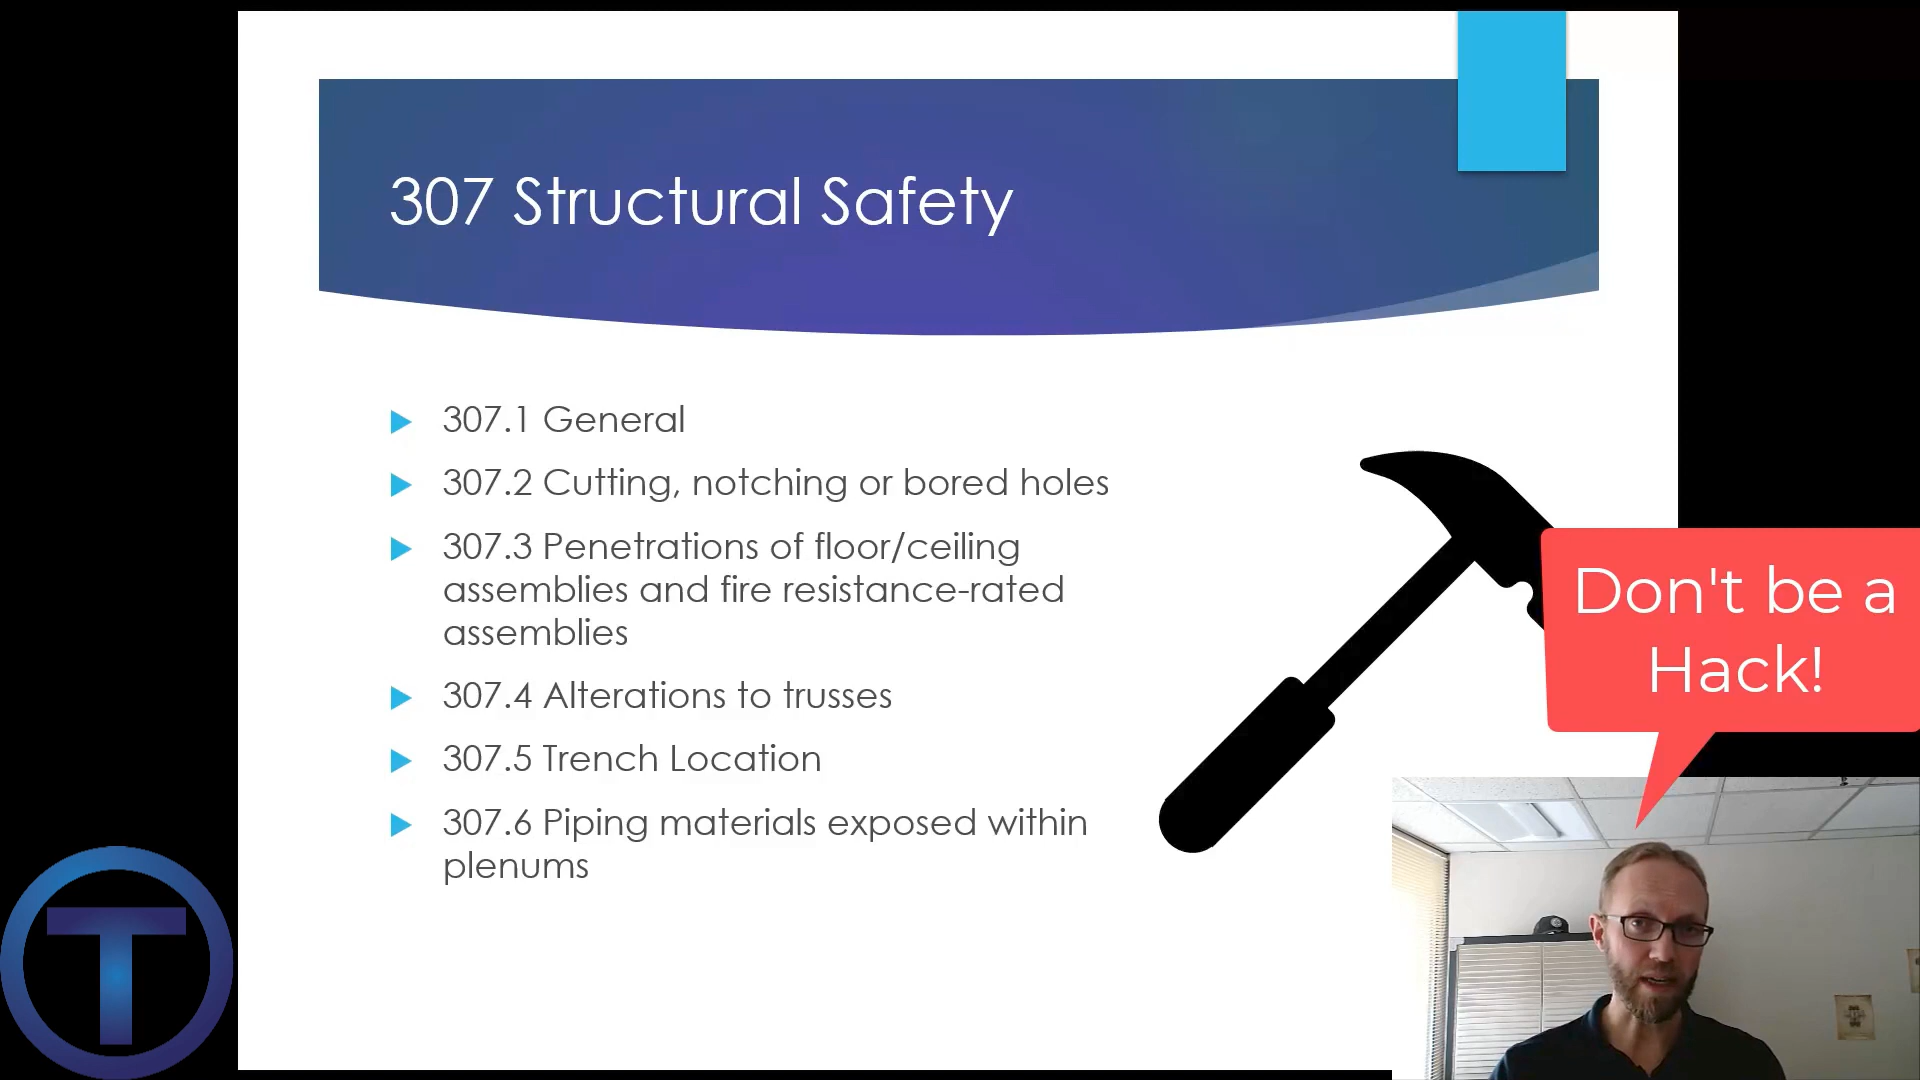 307 Structural Safety
307.1 General
307.2 Cutting, notching or bored holes
307.3 Penetrations of floor/ceiling
assemblies and fire resistance-rated
assemblies
307.4 Alterations to trusses
307.5 Trench Location
307.6 Piping materials exposed within
plenums
Don't be a
Hack!
T